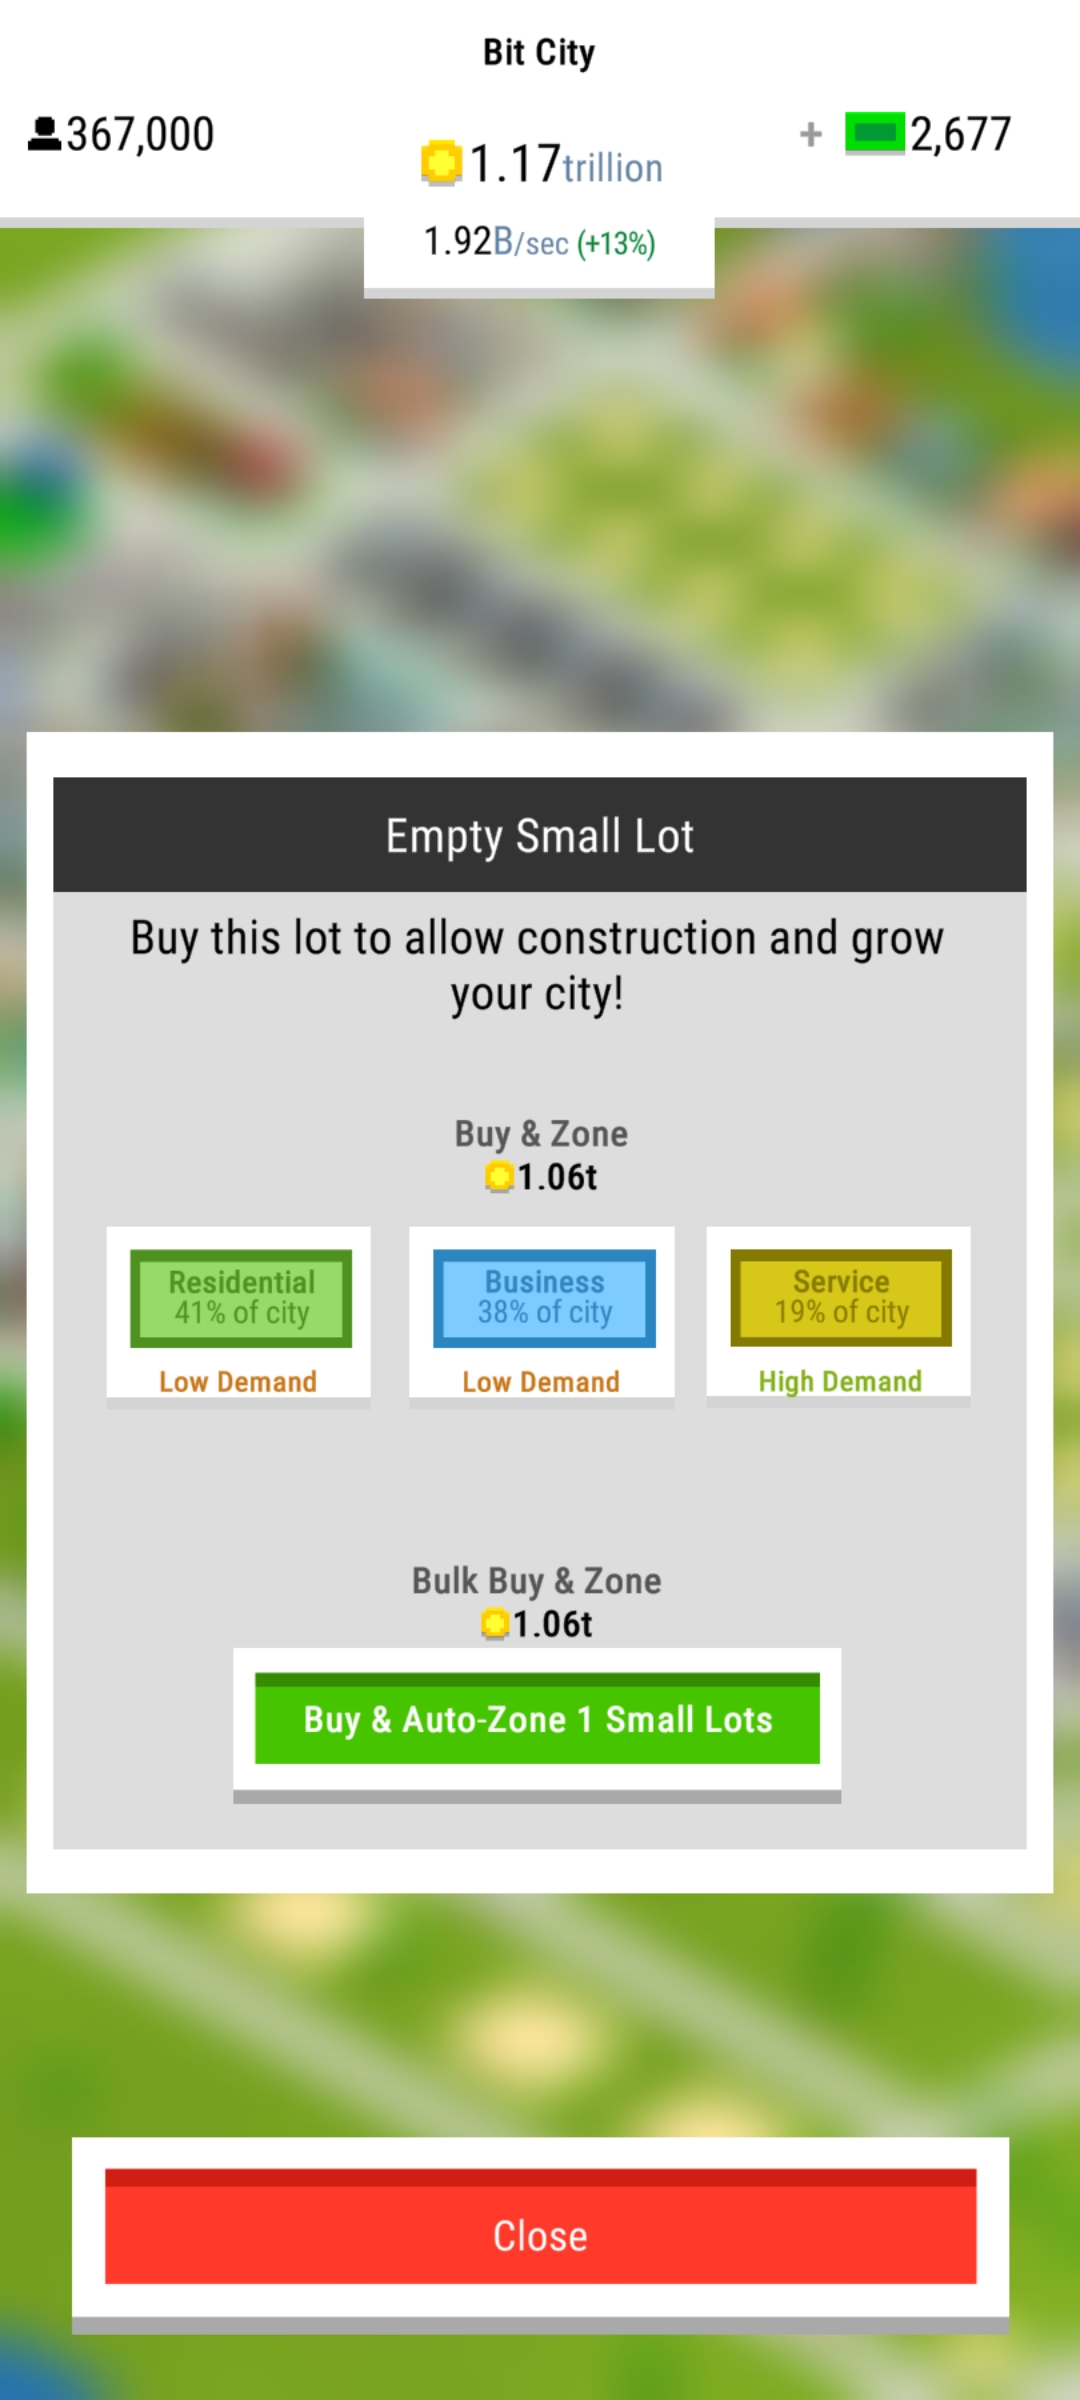 Bit City
367,000
1.17trillion
+ 2,677
1.92B/sec (+13%)
Empty Small Lot
Buy this lot to allow construction and grow
your city!
Buy & Zone
1.06t
Residential
41% of city
Low Demand
Business
38% of city
Low Demand
Service
19% of city
High Demand
Bulk Buy & Zone
1.06t
Buy & Auto-Zone 1 Small Lots
Close